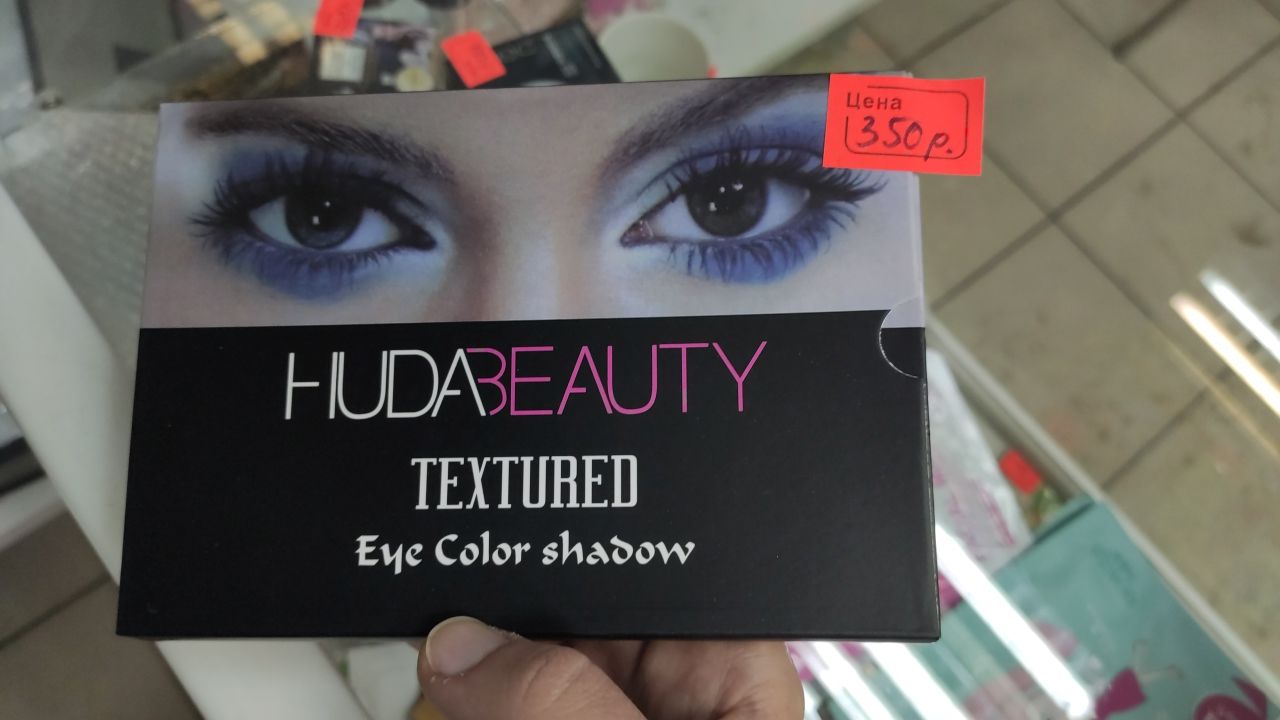 Цена
350р.
HUDABEAUTY
TEXTURED
Eye Color shadow